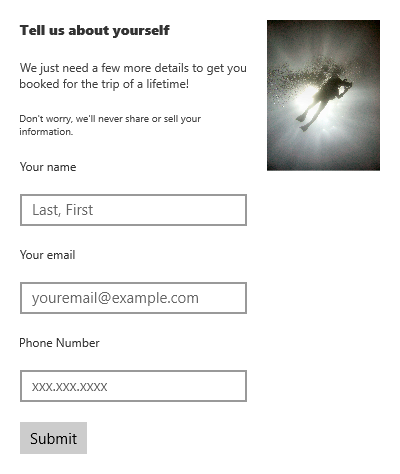 Tell us about yourself
We just need a few more details to get you
booked for the trip of a lifetime!
Don't worry, we'll never share or sell your
information.
Your name
Last, First
Your email
youremail@example.com
Phone Number
xxx.xxx.xxxx
Submit